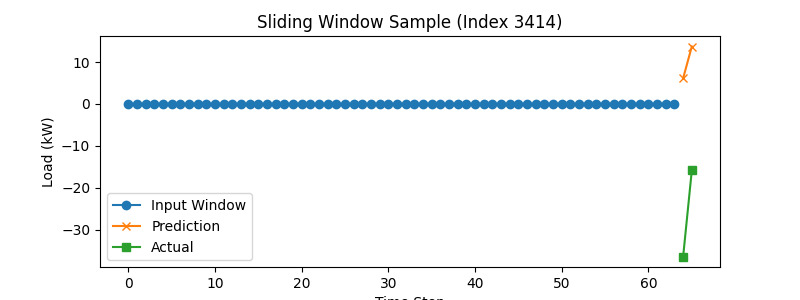 Sliding Window Sample (Index 3414)
Load (kW)
10
0
−10
−20
−30
Input Window
Prediction
Actual
0 10 20 30 40 50 60
Time Step